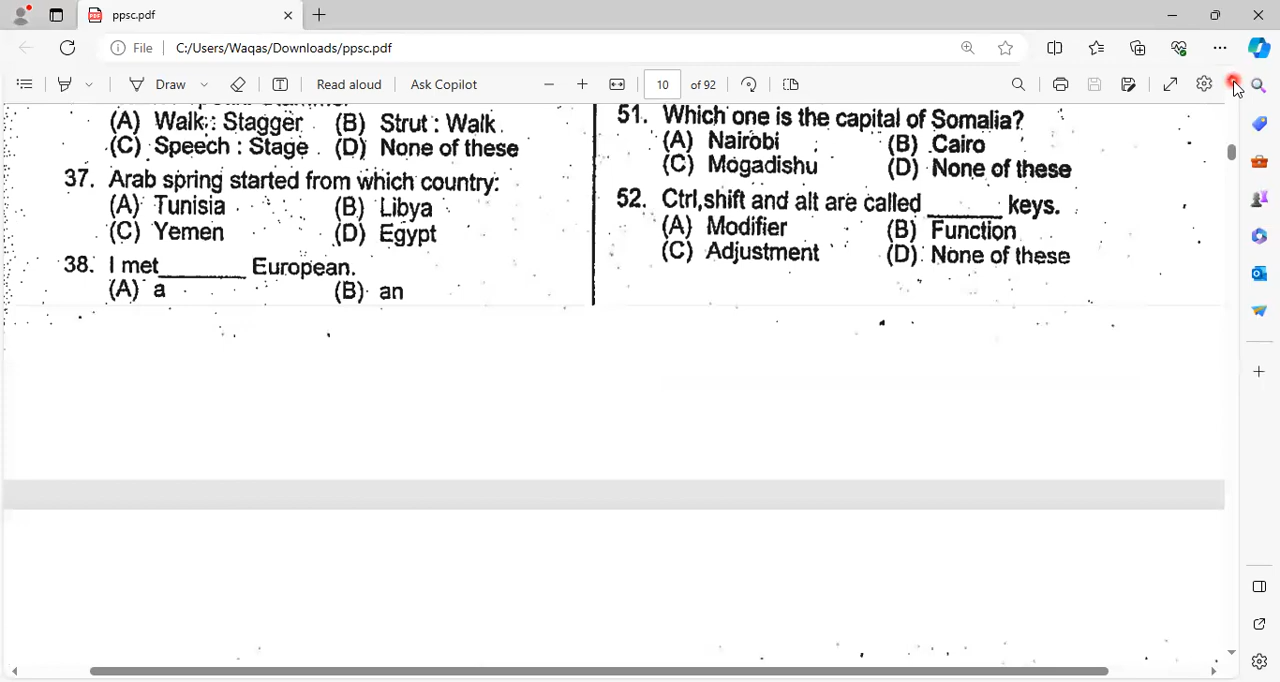 ppsc.pdf
File
C:/Users/Waqas/Downloads/ppsc.pdf
Draw
Read aloud
Ask Copilot
10 of 92
(A) Walk : Stagger (B) Strut : Walk
(C) Speech : Stage (D) None of these
37. Arab spring started from which country:
(A) Tunisia (B) Libya
(C) Yemen (D) Egypt
38. I met_______ European.
(A) a (B) an
51. Which one is the capital of Somalia?
(A) Nairobi (B) Cairo
(C) Mogadishu (D) None of these
52. Ctrl,shift and alt are called ______ keys.
(A) Modifier (B) Function
(C) Adjustment (D) None of these